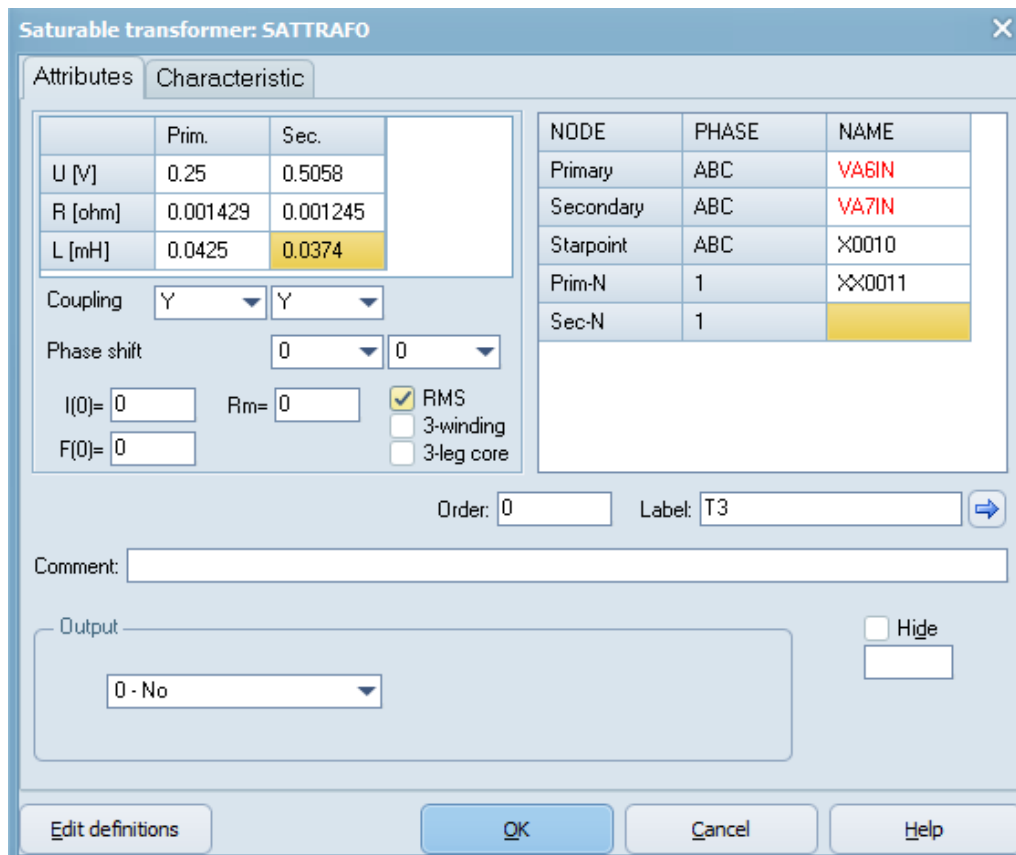 Saturable transformer: SATTRAFO
Attributes Characteristic
Prim. Sec.
U [V] 0.25 0.5058
R [ohm] 0.001429 0.001245
L [mH] 0.0425 0.0374
Coupling Y Y
Phase shift 0 0
I(0)= 0 Rm= 0 RMS
3-winding
F(0)= 0
3-leg core
NODE PHASE NAME
Primary ABC VA6IN
Secondary ABC VA7IN
Starpoint ABC X0010
Prim-N 1 XX0011
Sec-N 1
Order: 0 Label: T3
Comment:
Output
Hide
0 - No
Edit definitions OK Cancel Help